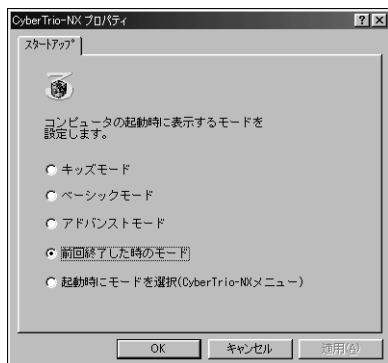 CyberTrio-NX プロパティ
スタートアップ
コンピュータの起動時に表示するモードを
設定します。
キッズモード
ベーシックモード
アドバンストモード
前回終了した時のモード
起動時にモードを選択(CyberTrio-NXメニュー)
OK キャンセル 適用(A)